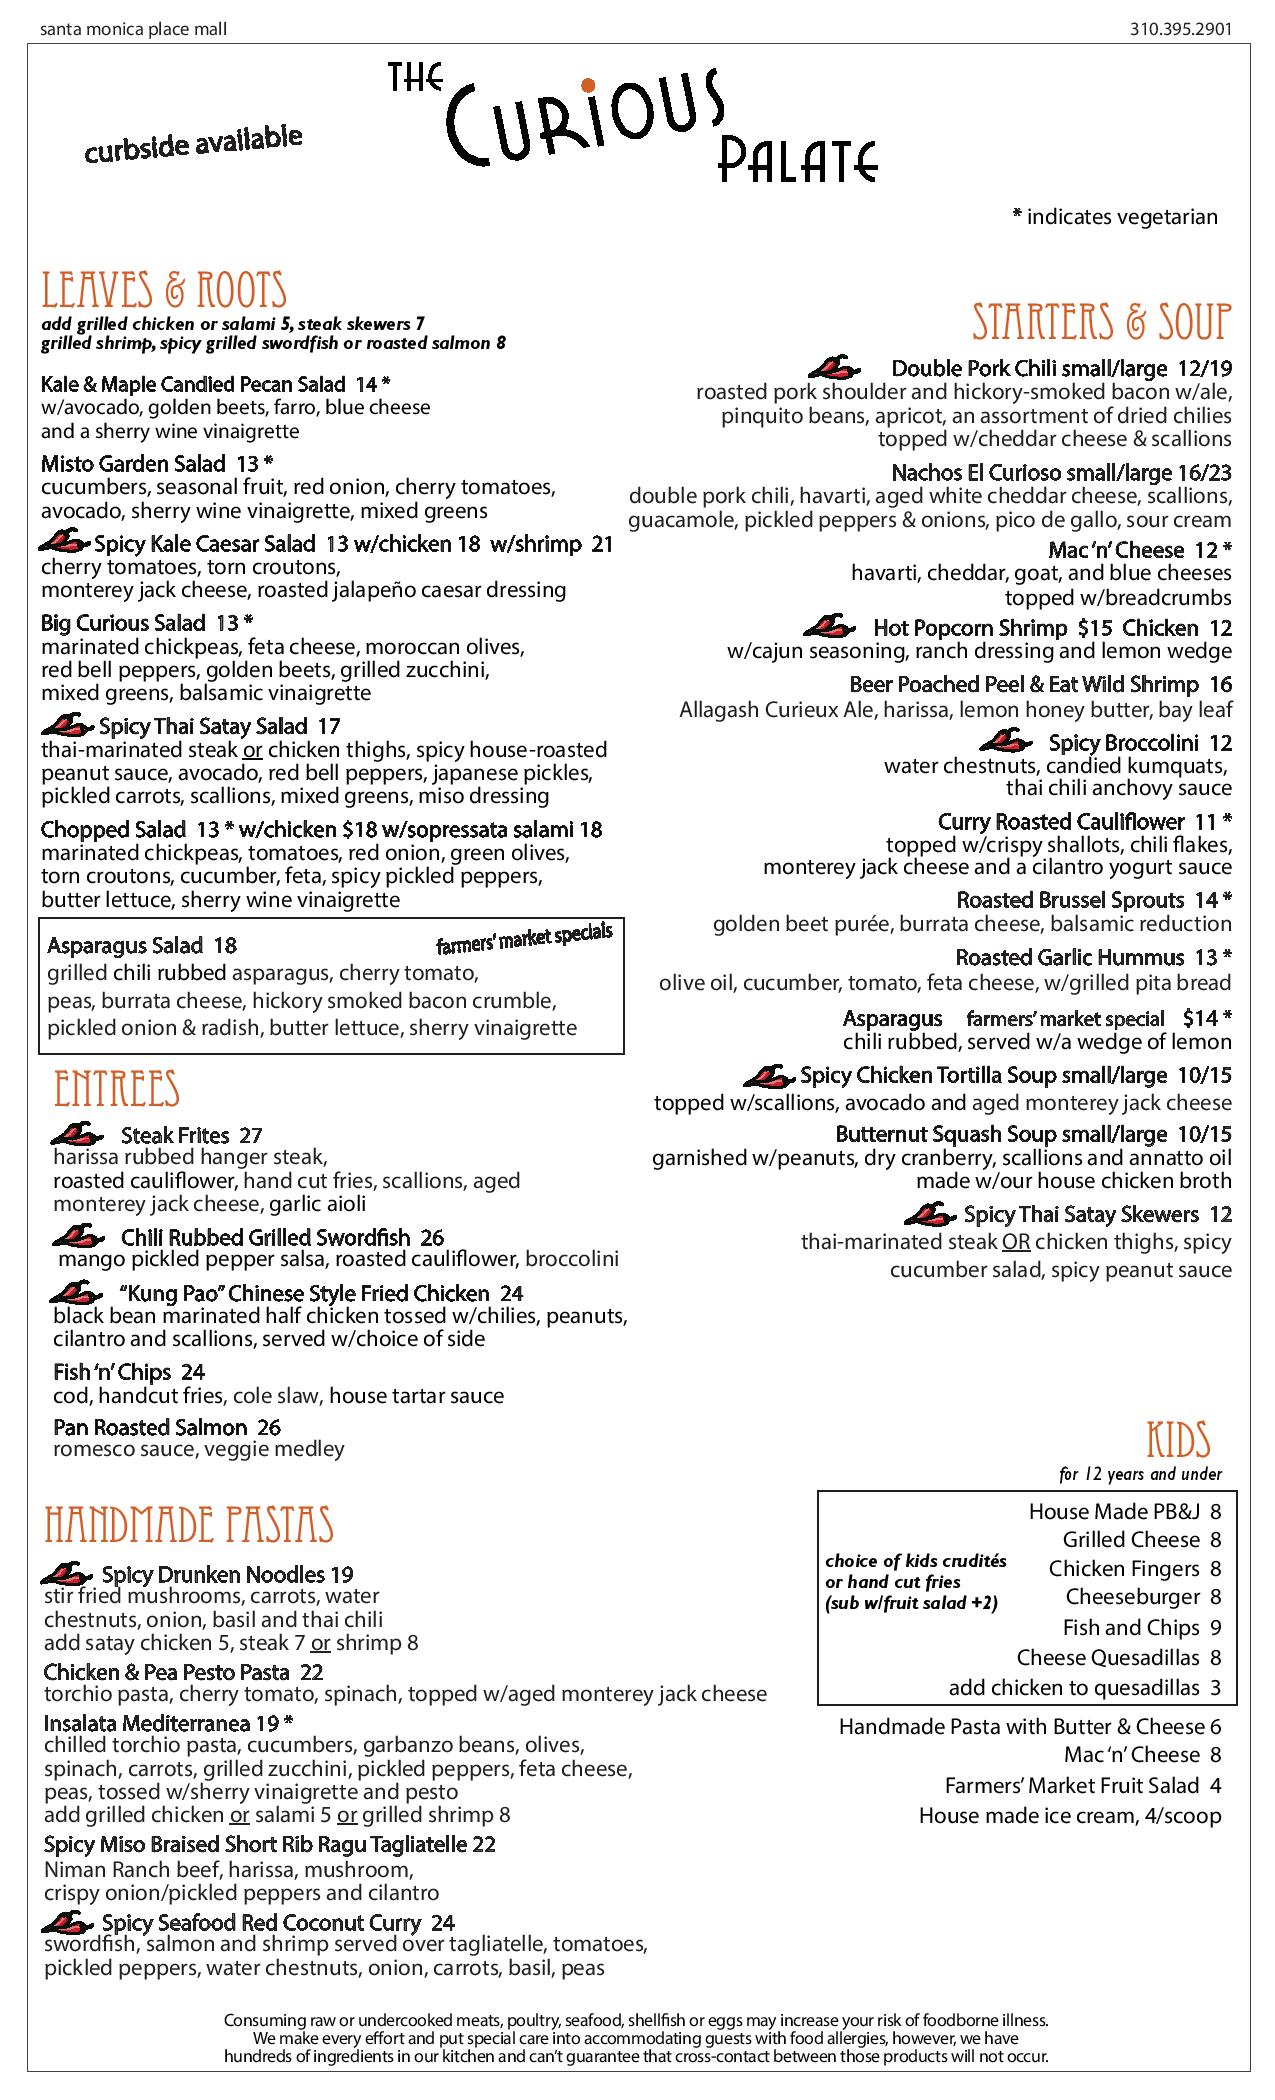 santa monica place mall
310.395.2901
THE CURIOUS PALATE
curbside available
* indicates vegetarian
LEAVES & ROOTS
add grilled chicken or salami 5, steak skewers 7
grilled shrimp, spicy grilled swordfish or roasted salmon 8
Kale & Maple Candied Pecan Salad 14 *
w/avocado, golden beets, farro, blue cheese
and a sherry wine vinaigrette
Misto Garden Salad 13 *
cucumbers, seasonal fruit, red onion, cherry tomatoes,
avocado, sherry wine vinaigrette, mixed greens
Spicy Kale Caesar Salad 13 w/chicken 18 w/shrimp 21
cherry tomatoes, torn croutons,
monterey jack cheese, roasted jalapeño caesar dressing
Big Curious Salad 13 *
marinated chickpeas, feta cheese, moroccan olives,
red bell peppers, golden beets, grilled zucchini,
mixed greens, balsamic vinaigrette
Spicy Thai Satay Salad 17
thai-marinated steak or chicken thighs, spicy house-roasted
peanut sauce, avocado, red bell peppers, japanese pickles,
pickled carrots, scallions, mixed greens, miso dressing
Chopped Salad 13 * w/chicken $18 w/sopressata salami 18
marinated chickpeas, tomatoes, red onion, green olives,
torn croutons, cucumber, feta, spicy pickled peppers,
butter lettuce, sherry wine vinaigrette
Asparagus Salad 18
farmers' market specials
grilled chili rubbed asparagus, cherry tomato,
peas, burrata cheese, hickory smoked bacon crumble,
pickled onion & radish, butter lettuce, sherry vinaigrette
ENTREES
Steak Frites 27
harissa rubbed hanger steak,
roasted cauliflower, hand cut fries, scallions, aged
monterey jack cheese, garlic aioli
Chili Rubbed Grilled Swordfish 26
mango pickled pepper salsa, roasted cauliflower, broccolini
"Kung Pao" Chinese Style Fried Chicken 24
black bean marinated half chicken tossed w/chilies, peanuts,
cilantro and scallions, served w/choice of side
Fish 'n' Chips 24
cod, handcut fries, cole slaw, house tartar sauce
Pan Roasted Salmon 26
romesco sauce, veggie medley
HANDMADE PASTAS
Spicy Drunken Noodles 19
stir fried mushrooms, carrots, water
chestnuts, onion, basil and thai chili
add satay chicken 5, steak 7 or shrimp 8
Chicken & Pea Pesto Pasta 22
torchio pasta, cherry tomato, spinach, topped w/aged monterey jack cheese
Insalata Mediterranea 19 *
chilled torchio pasta, cucumbers, garbanzo beans, olives,
spinach, carrots, grilled zucchini, pickled peppers, feta cheese,
peas, tossed w/sherry vinaigrette and pesto
add grilled chicken or salami 5 or grilled shrimp 8
Spicy Miso Braised Short Rib Ragu Tagliatelle 22
Niman Ranch beef, harissa, mushroom,
crispy onion/pickled peppers and cilantro
Spicy Seafood Red Coconut Curry 24
swordfish, salmon and shrimp served over tagliatelle, tomatoes,
pickled peppers, water chestnuts, onion, carrots, basil, peas
STARTERS & SOUP
Double Pork Chili small/large 12/19
roasted pork shoulder and hickory-smoked bacon w/ale,
pinquito beans, apricot, an assortment of dried chilies
topped w/cheddar cheese & scallions
Nachos El Curioso small/large 16/23
double pork chili, havarti, aged white cheddar cheese, scallions,
guacamole, pickled peppers & onions, pico de gallo, sour cream
Mac 'n' Cheese 12 *
havarti, cheddar, goat, and blue cheeses
topped w/breadcrumbs
Hot Popcorn Shrimp $15 Chicken 12
w/cajun seasoning, ranch dressing and lemon wedge
Beer Poached Peel & Eat Wild Shrimp 16
Allagash Curieux Ale, harissa, lemon honey butter, bay leaf
Spicy Broccolini 12
water chestnuts, candied kumquats,
thai chili anchovy sauce
Curry Roasted Cauliflower 11 *
topped w/crispy shallots, chili flakes,
monterey jack cheese and a cilantro yogurt sauce
Roasted Brussel Sprouts 14 *
golden beet purée, burrata cheese, balsamic reduction
Roasted Garlic Hummus 13 *
olive oil, cucumber, tomato, feta cheese, w/grilled pita bread
Asparagus farmers' market special $14 *
chili rubbed, served w/a wedge of lemon
Spicy Chicken Tortilla Soup small/large 10/15
topped w/scallions, avocado and aged monterey jack cheese
Butternut Squash Soup small/large 10/15
garnished w/peanuts, dry cranberry, scallions and annatto oil
made w/our house chicken broth
Spicy Thai Satay Skewers 12
thai-marinated steak OR chicken thighs, spicy
cucumber salad, spicy peanut sauce
KIDS
for 12 years and under
choice of kids crudités
or hand cut fries
(sub w/fruit salad +2)
House Made PB&J 8
Grilled Cheese 8
Chicken Fingers 8
Cheeseburger 8
Fish and Chips 9
Cheese Quesadillas 8
add chicken to quesadillas 3
Handmade Pasta with Butter & Cheese 6
Mac 'n' Cheese 8
Farmers' Market Fruit Salad 4
House made ice cream, 4/scoop
Consuming raw or undercooked meats, poultry, seafood, shellfish or eggs may increase your risk of foodborne illness.
We make every effort and put special care into accommodating guests with food allergies, however, we have
hundreds of ingredients in our kitchen and can't guarantee that cross-contact between those products will not occur.